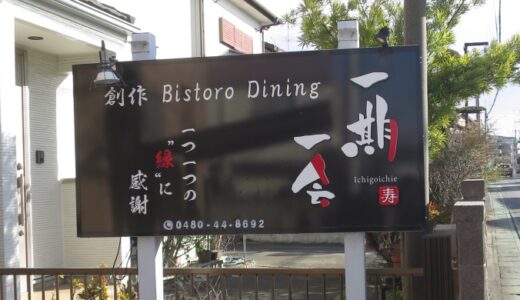 創作 Bistoro Dining
一期
一会
Ichigoichie
寿
一つ一つの
"縁"に
感謝
0480-44-8692